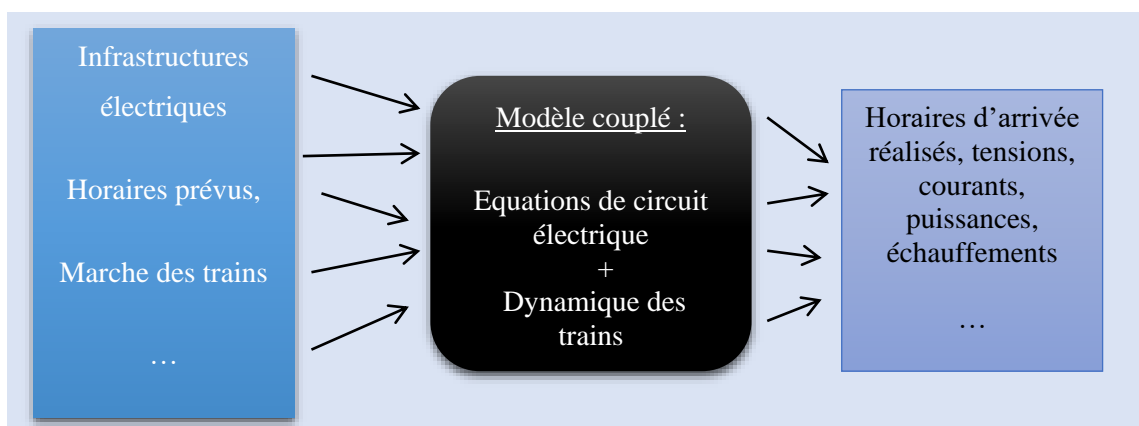 Infrastructures
électriques
Horaires prévus,
Marche des trains
…
Modèle couplé :
Equations de circuit
électrique
+
Dynamique des
trains
Horaires d’arrivée
réalisés, tensions,
courants,
puissances,
échauffements
…